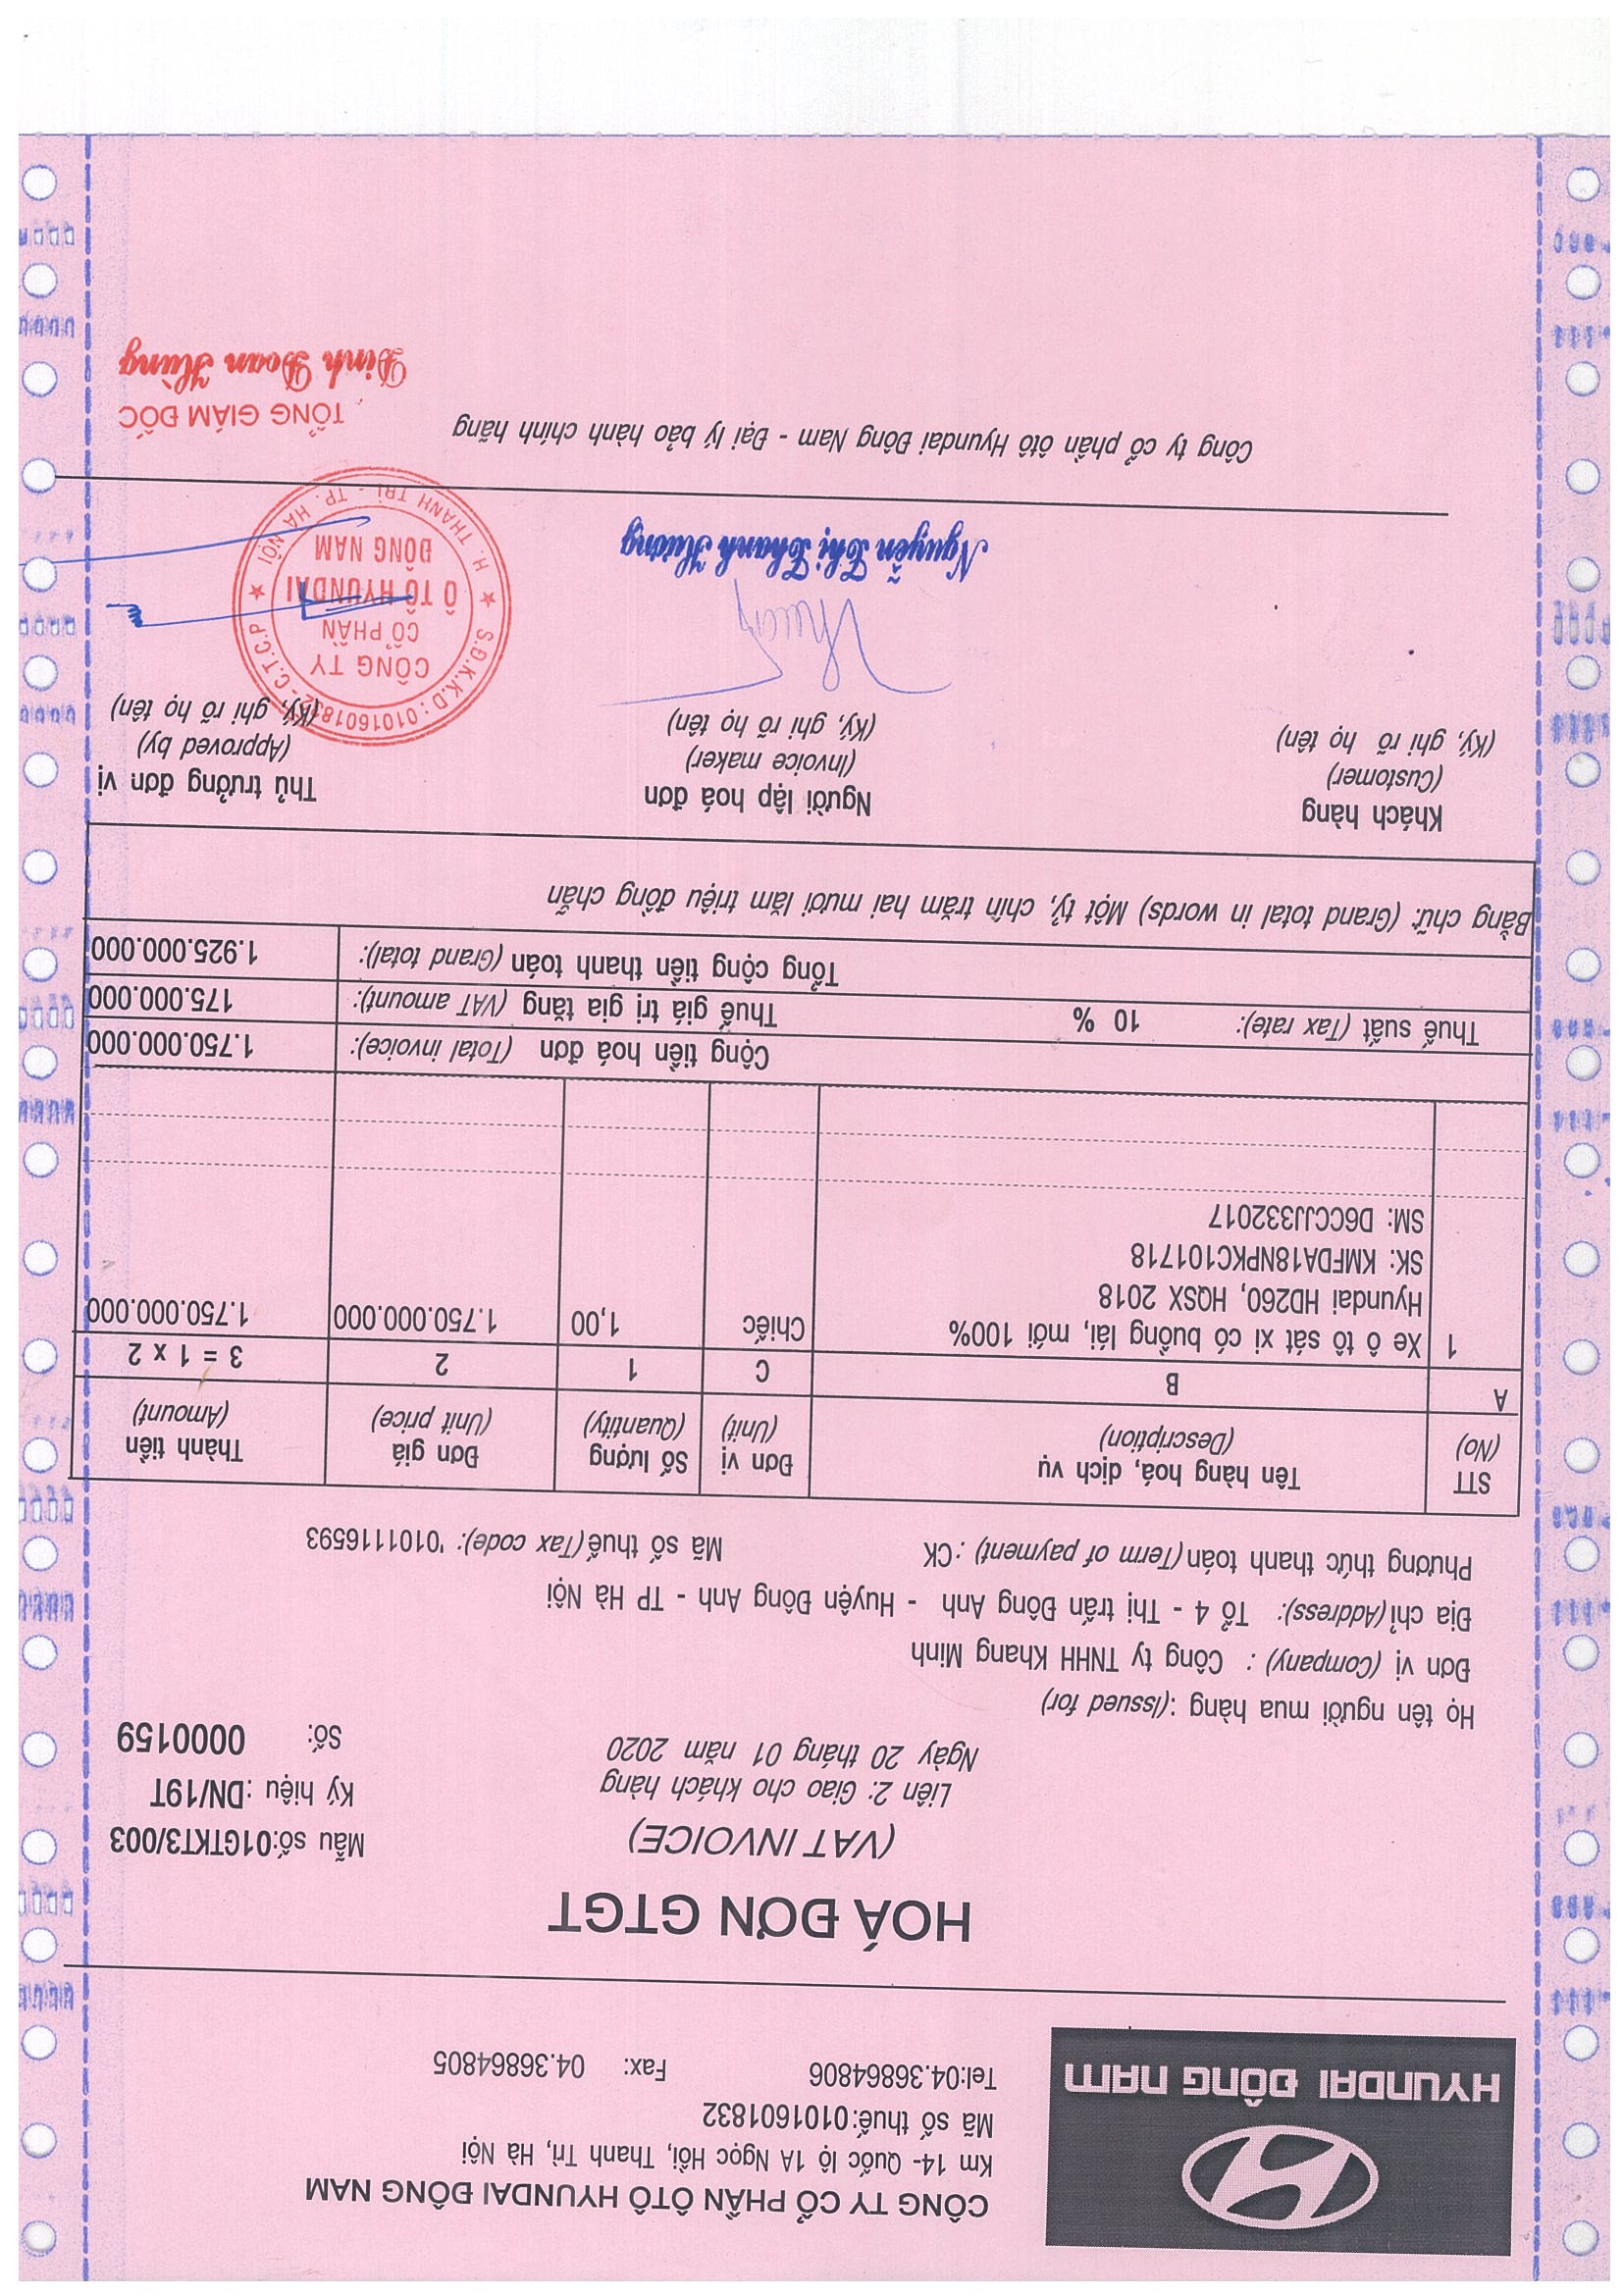 HYUNDAI ĐÔNG NAM
CÔNG TY CỔ PHẦN ÔTÔ HYUNDAI ĐÔNG NAM
Km 14- Quốc lộ 1A Ngọc Hồi, Thanh Trì, Hà Nội
Mã số thuế:0101601832
Tel:04.36864806 Fax: 04.36864805
HOÁ ĐƠN GTGT
(VAT INVOICE)
Liên 2: Giao cho khách hàng
Ngày 20 tháng 01 năm 2020
Mẫu số:01GTKT3/003
Ký hiệu :DN/19T
Số: 0000159
Họ tên người mua hàng :(Issued for)
Đơn vị (Company) : Công ty TNHH Khang Minh
Địa chỉ(Address): Tổ 4 - Thị trấn Đông Anh - Huyện Đông Anh - TP Hà Nội
Phương thức thanh toán(Term of payment) :CK Mã số thuế(Tax code): '0101116593
STT Tên hàng hoá, dịch vụ Đơn vị Số lượng Đơn giá Thành tiền
(No) (Description) (Unit) (Quantity) (Unit price) (Amount)
A B C 1 2 3 = 1 x 2
1 Xe ô tô sát xi có buồng lái, mới 100% Chiếc 1,00 1.750.000.000 1.750.000.000
Hyundai HD260, HQSX 2018
SK: KMFDA18NPKC101718
SM: D6CCJJ332017
Cộng tiền hoá đơn (Total invoice): 1.750.000.000
Thuế suất (Tax rate): 10 % Thuế giá trị gia tăng (VAT amount): 175.000.000
Tổng cộng tiền thanh toán (Grand total): 1.925.000.000
Bằng chữ: (Grand total in words) Một tỷ, chín trăm hai mươi lăm triệu đồng chẵn
Khách hàng Người lập hoá đơn Thủ trưởng đơn vị
(Customer) (Invoice maker) (Approved by)
(Ký, ghi rõ họ tên) (Ký, ghi rõ họ tên) (Ký, ghi rõ họ tên)
S.Đ.K.K.D: 0101601832 - C.T.C.P
CÔNG TY
CỔ PHẦN
Ô TÔ HYUNDAI
ĐÔNG NAM
H. THANH TRÌ - TP. HÀ NỘI
Nguyễn Thị Thanh Hương
Công ty cổ phần ôtô Hyundai Đông Nam - Đại lý bảo hành chính hãng
TỔNG GIÁM ĐỐC
Đinh Đoan Hùng